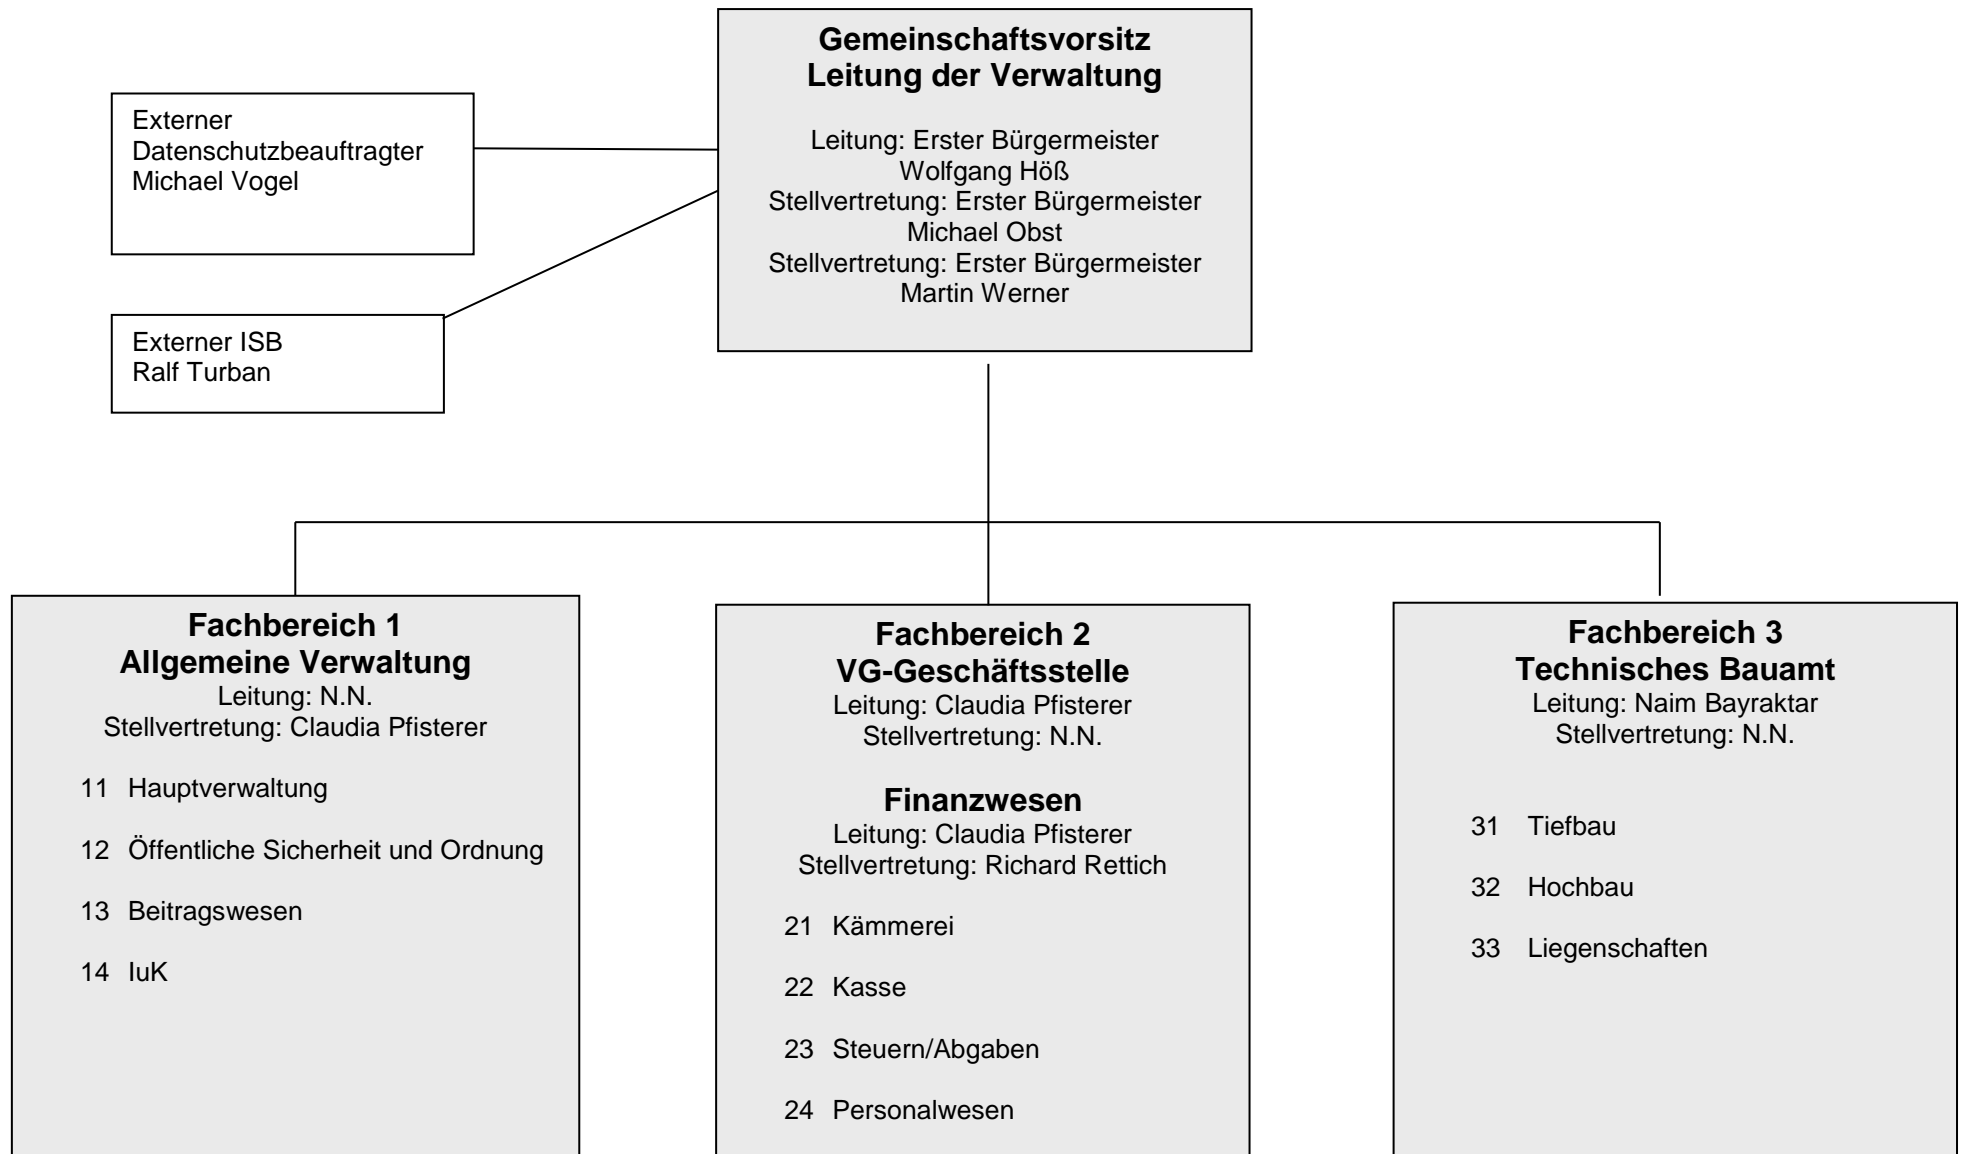 Gemeinschaftsvorsitz
Leitung der Verwaltung
Leitung: Erster Bürgermeister
Wolfgang Höß
Stellvertretung: Erster Bürgermeister
Michael Obst
Stellvertretung: Erster Bürgermeister
Martin Werner
Externer
Datenschutzbeauftragter
Michael Vogel
Externer ISB
Ralf Turban
Fachbereich 1
Allgemeine Verwaltung
Leitung: N.N.
Stellvertretung: Claudia Pfisterer
11 Hauptverwaltung
12 Öffentliche Sicherheit und Ordnung
13 Beitragswesen
14 IuK
Fachbereich 2
VG-Geschäftsstelle
Leitung: Claudia Pfisterer
Stellvertretung: N.N.
Finanzwesen
Leitung: Claudia Pfisterer
Stellvertretung: Richard Rettich
21 Kämmerei
22 Kasse
23 Steuern/Abgaben
24 Personalwesen
Fachbereich 3
Technisches Bauamt
Leitung: Naim Bayraktar
Stellvertretung: N.N.
31 Tiefbau
32 Hochbau
33 Liegenschaften